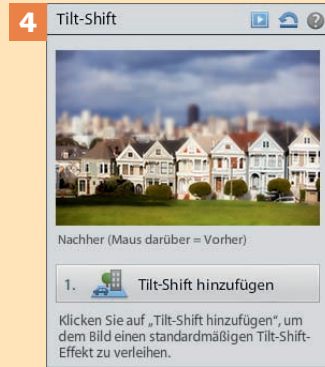 4
Tilt-Shift
Nachher (Maus darüber = Vorher)
1. Tilt-Shift hinzufügen
Klicken Sie auf „Tilt-Shift hinzufügen“, um
dem Bild einen standardmäßigen Tilt-Shift-
Effekt zu verleihen.